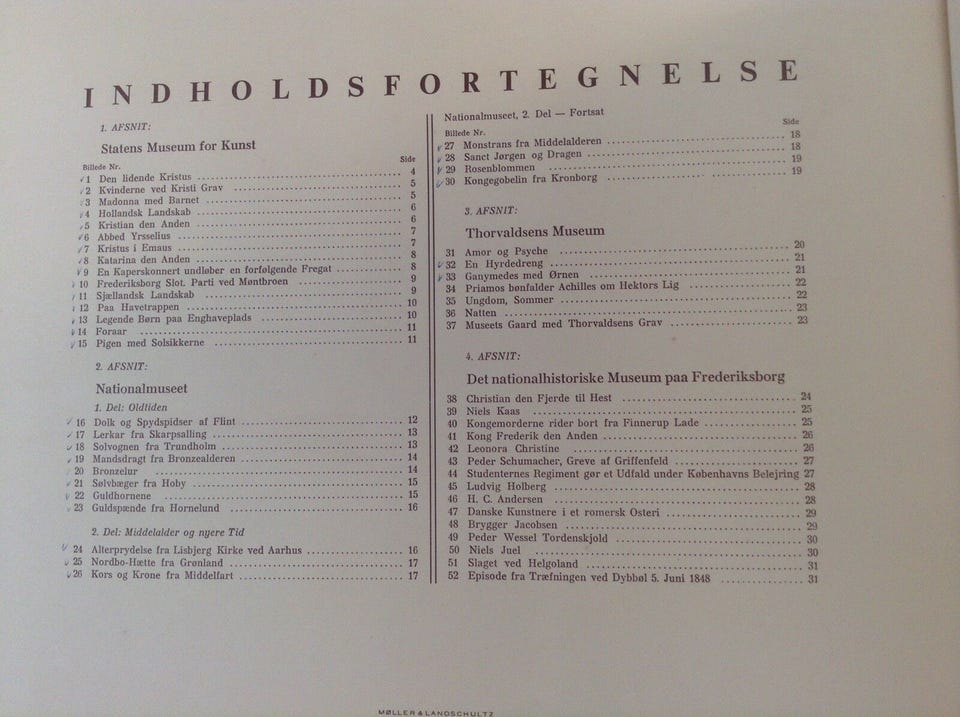 INDHOLDSFORTEGNELSE
1. AFSNIT:
Statens Museum for Kunst
Billede Nr. Side
1 Den lidende Kristus 4
2 Kvinderne ved Kristi Grav 5
3 Madonna med Barnet 5
4 Hollandsk Landskab 6
5 Kristian den Anden 6
6 Abbed Yrsselius 7
7 Kristus i Emaus 7
8 Katarina den Anden 8
9 En Kaperskonnert undløber en forfølgende Fregat 8
10 Frederiksborg Slot. Parti ved Møntbroen 9
11 Sjællandsk Landskab 9
12 Paa Havetrappen 10
13 Legende Børn paa Enghaveplads 10
14 Foraar 11
15 Pigen med Solsikkerne 11
2. AFSNIT:
Nationalmuseet
1. Del: Oldtiden
16 Dolk og Spydspidser af Flint 12
17 Lerkar fra Skarpsalling 13
18 Solvognen fra Trundholm 13
19 Mandsdragt fra Bronzealderen 14
20 Bronzelur 14
21 Sølvbæger fra Hoby 15
22 Guldhornene 15
23 Guldspænde fra Hornelund 16
2. Del: Middelalder og nyere Tid
24 Alterprydelse fra Lisbjerg Kirke ved Aarhus 16
25 Nordbo-Hætte fra Grønland 17
26 Kors og Krone fra Middelfart 17
Nationalmuseet, 2. Del — Fortsat
Billede Nr. Side
27 Monstrans fra Middelalderen 18
28 Sanct Jørgen og Dragen 18
29 Rosenblommen 19
30 Kongegobelin fra Kronborg 19
3. AFSNIT:
Thorvaldsens Museum
31 Amor og Psyche 20
32 En Hyrdedreng 21
33 Ganymedes med Ørnen 21
34 Priamos bønfalder Achilles om Hektors Lig 22
35 Ungdom, Sommer 22
36 Natten 23
37 Museets Gaard med Thorvaldsens Grav 23
4. AFSNIT:
Det nationalhistoriske Museum paa Frederiksborg
38 Christian den Fjerde til Hest 24
39 Niels Kaas 25
40 Kongemorderne rider bort fra Finnerup Lade 25
41 Kong Frederik den Anden 26
42 Leonora Christine 26
43 Peder Schumacher, Greve af Griffenfeld 27
44 Studenternes Regiment gør et Udfald under Københavns Belejring 27
45 Ludvig Holberg 28
46 H. C. Andersen 28
47 Danske Kunstnere i et romersk Osteri 29
48 Brygger Jacobsen 29
49 Peder Wessel Tordenskjold 30
50 Niels Juel 30
51 Slaget ved Helgoland 31
52 Episode fra Træfningen ved Dybbøl 5. Juni 1848 31
MØLLER & LANDSCHULTZ